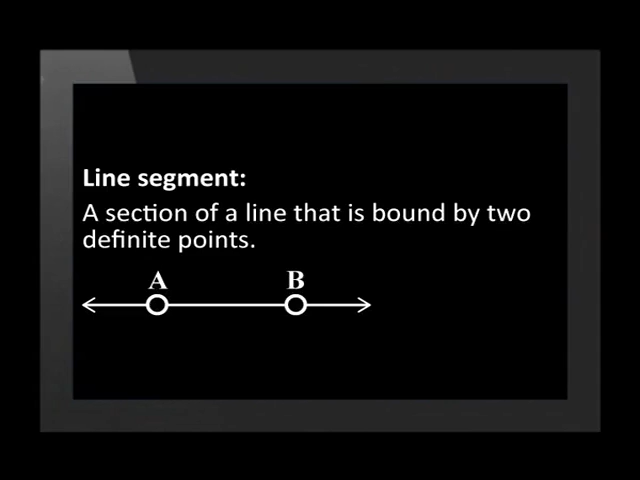 Line segment:
A section of a line that is bound by two
definite points.
A B